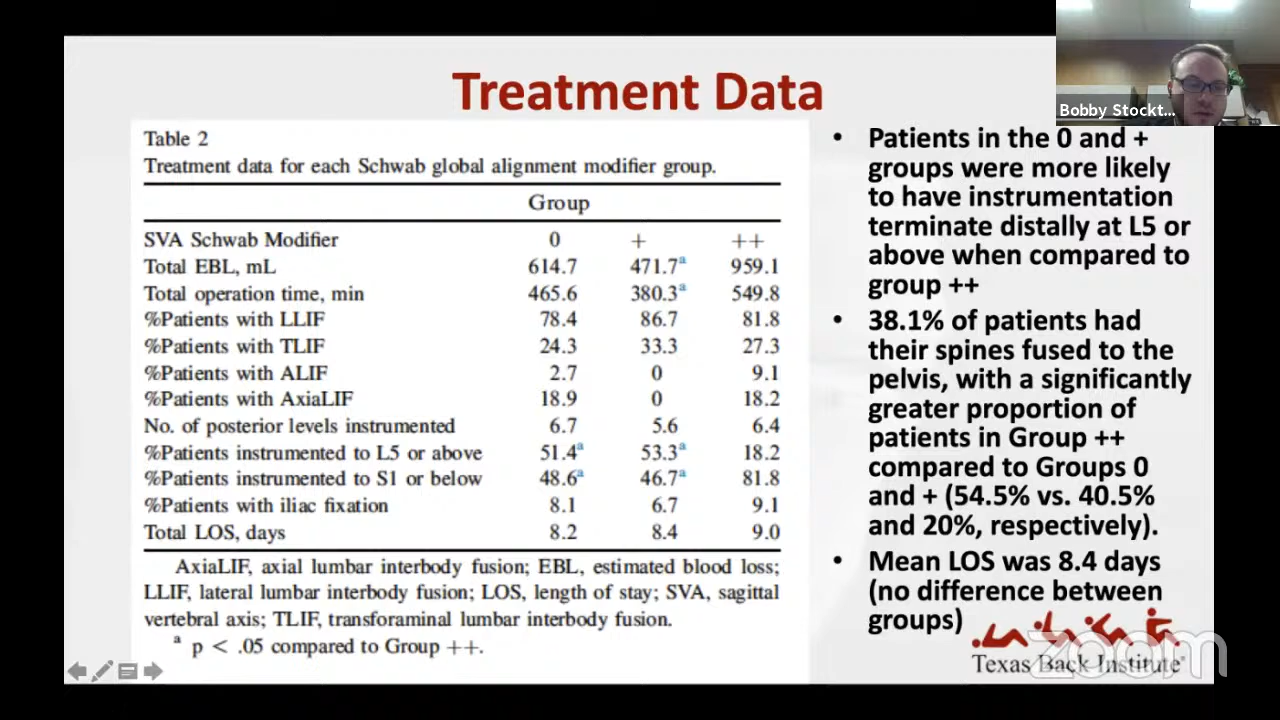 Treatment Data
Bobby Stockt...
Table 2
Treatment data for each Schwab global alignment modifier group.
Group
SVA Schwab Modifier 0 + ++
Total EBL, mL 614.7 471.7ᵃ 959.1
Total operation time, min 465.6 380.3ᵃ 549.8
%Patients with LLIF 78.4 86.7 81.8
%Patients with TLIF 24.3 33.3 27.3
%Patients with ALIF 2.7 0 9.1
%Patients with AxiaLIF 18.9 0 18.2
No. of posterior levels instrumented 6.7 5.6 6.4
%Patients instrumented to L5 or above 51.4ᵃ 53.3ᵃ 18.2
%Patients instrumented to S1 or below 48.6ᵃ 46.7ᵃ 81.8
%Patients with iliac fixation 8.1 6.7 9.1
Total LOS, days 8.2 8.4 9.0
AxiaLIF, axial lumbar interbody fusion; EBL, estimated blood loss;
LLIF, lateral lumbar interbody fusion; LOS, length of stay; SVA, sagittal
vertebral axis; TLIF, transforaminal lumbar interbody fusion.
ᵃ p < .05 compared to Group ++.
• Patients in the 0 and +
groups were more likely
to have instrumentation
terminate distally at L5 or
above when compared to
group ++
• 38.1% of patients had
their spines fused to the
pelvis, with a significantly
greater proportion of
patients in Group ++
compared to Groups 0
and + (54.5% vs. 40.5%
and 20%, respectively).
• Mean LOS was 8.4 days
(no difference between
groups)
Texas Back Institute
zoom